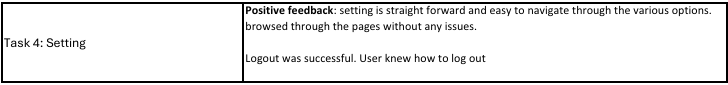 Task 4: Setting
Positive feedback: setting is straight forward and easy to navigate through the various options.
browsed through the pages without any issues.
Logout was successful. User knew how to log out